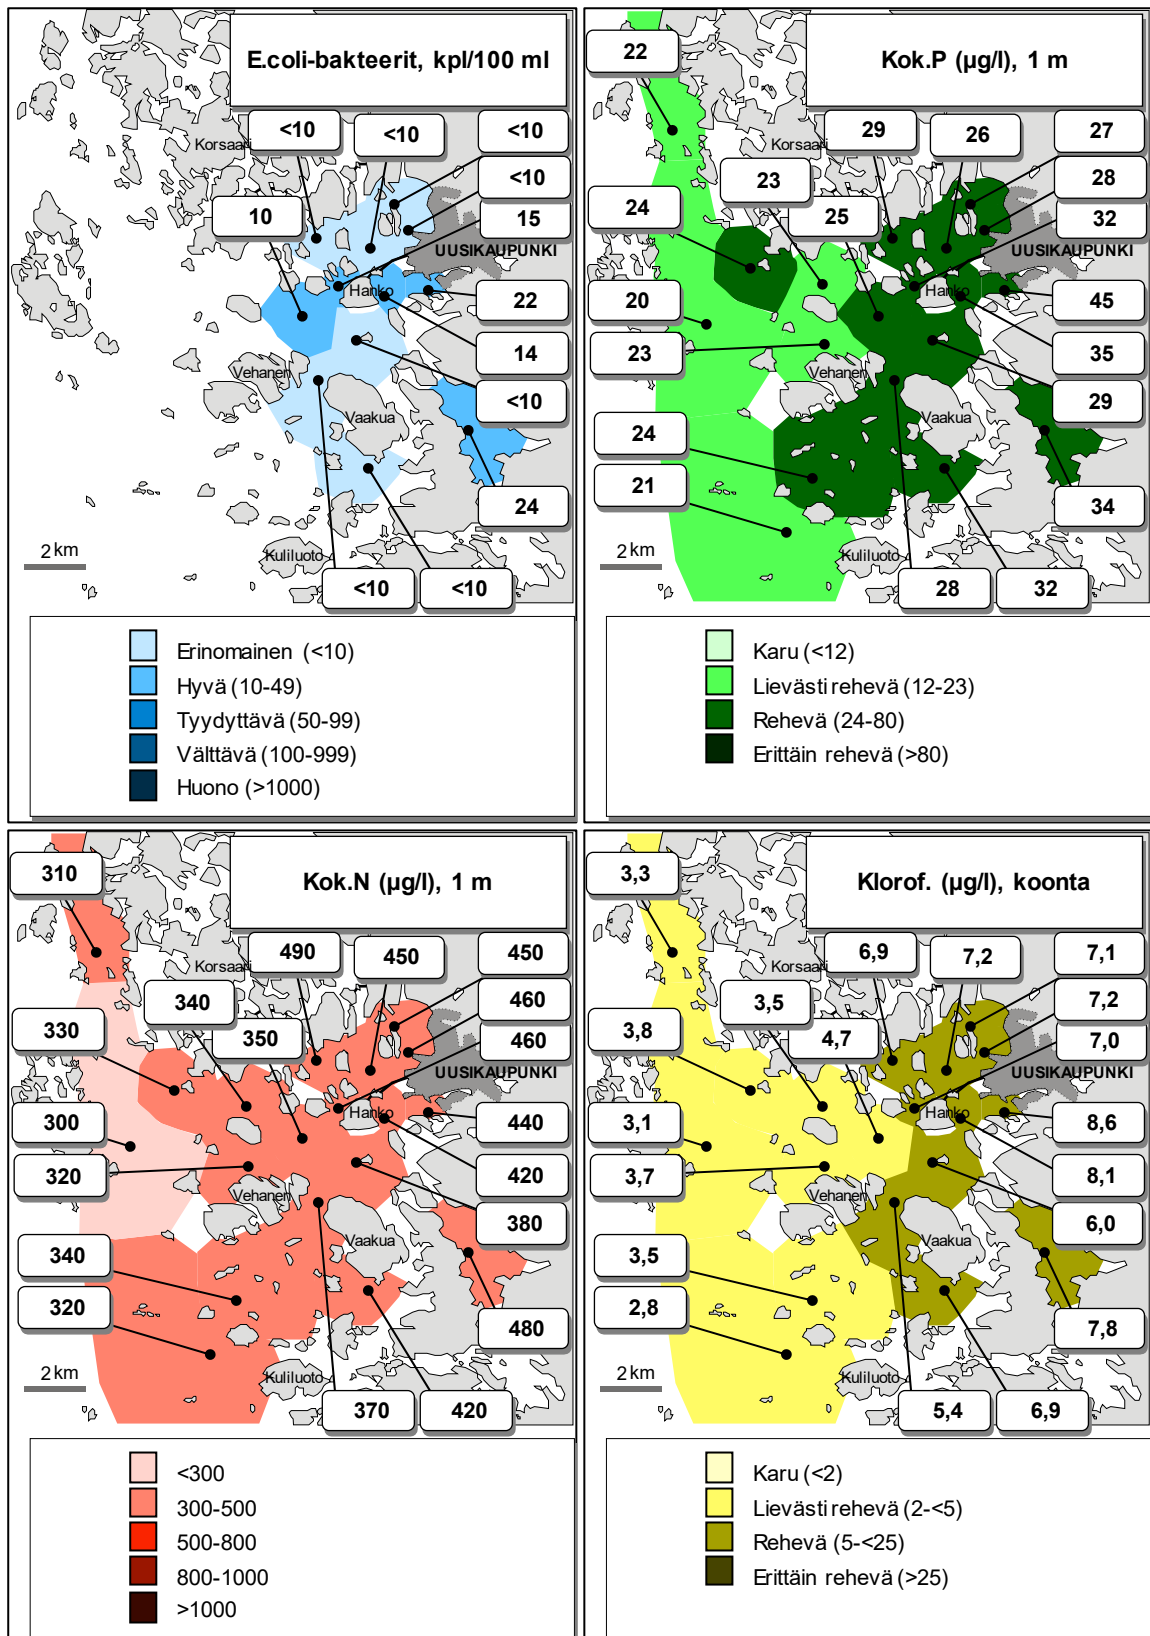 E.coli-bakteerit, kpl/100 ml
<10
<10
<10
Korsaari
<10
10
15
UUSIKAUPUNKI
Hanko
22
14
Vehanen
<10
Vaakua
24
2 km
Kuliluoto
<10
<10
Erinomainen (<10)
Hyvä (10-49)
Tyydyttävä (50-99)
Välttävä (100-999)
Huono (>1000)
Kok.P (µg/l), 1 m
22
29
26
27
Korsaari
23
28
24
25
32
UUSIKAUPUNKI
Hanko
20
45
23
35
Vehanen
29
Vaakua
24
21
34
2 km
Kuliluoto
28
32
Karu (<12)
Lievästi rehevä (12-23)
Rehevä (24-80)
Erittäin rehevä (>80)
Kok.N (µg/l), 1 m
310
490
450
450
Korsaari
340
460
330
350
460
UUSIKAUPUNKI
Hanko
300
440
320
420
Vehanen
380
Vaakua
340
320
480
2 km
Kuliluoto
370
420
<300
300-500
500-800
800-1000
>1000
Klorof. (µg/l), koonta
3,3
6,9
7,2
7,1
Korsaari
3,5
7,2
3,8
4,7
7,0
UUSIKAUPUNKI
Hanko
3,1
8,6
3,7
8,1
Vehanen
6,0
Vaakua
3,5
2,8
7,8
2 km
Kuliluoto
5,4
6,9
Karu (<2)
Lievästi rehevä (2-<5)
Rehevä (5-<25)
Erittäin rehevä (>25)